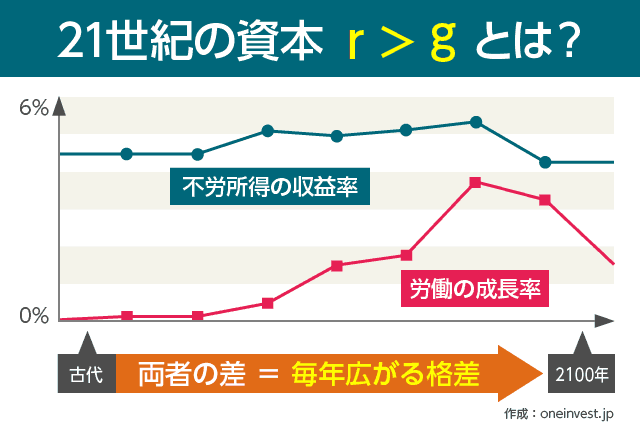 21世紀の資本 r > g とは？
6%
不労所得の収益率
労働の成長率
0%
古代
両者の差 ＝ 毎年広がる格差
2100年
作成：oneinvest.jp